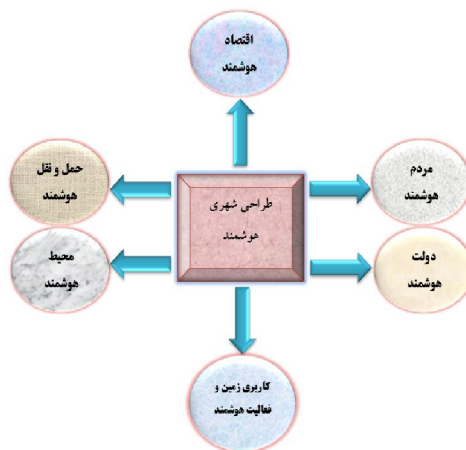 اقتصاد
هوشمند
مردم
هوشمند
حمل و نقل
هوشمند
طراحی شهری
هوشمند
دولت
هوشمند
محیط
هوشمند
کاربری زمین و
فعالیت هوشمند